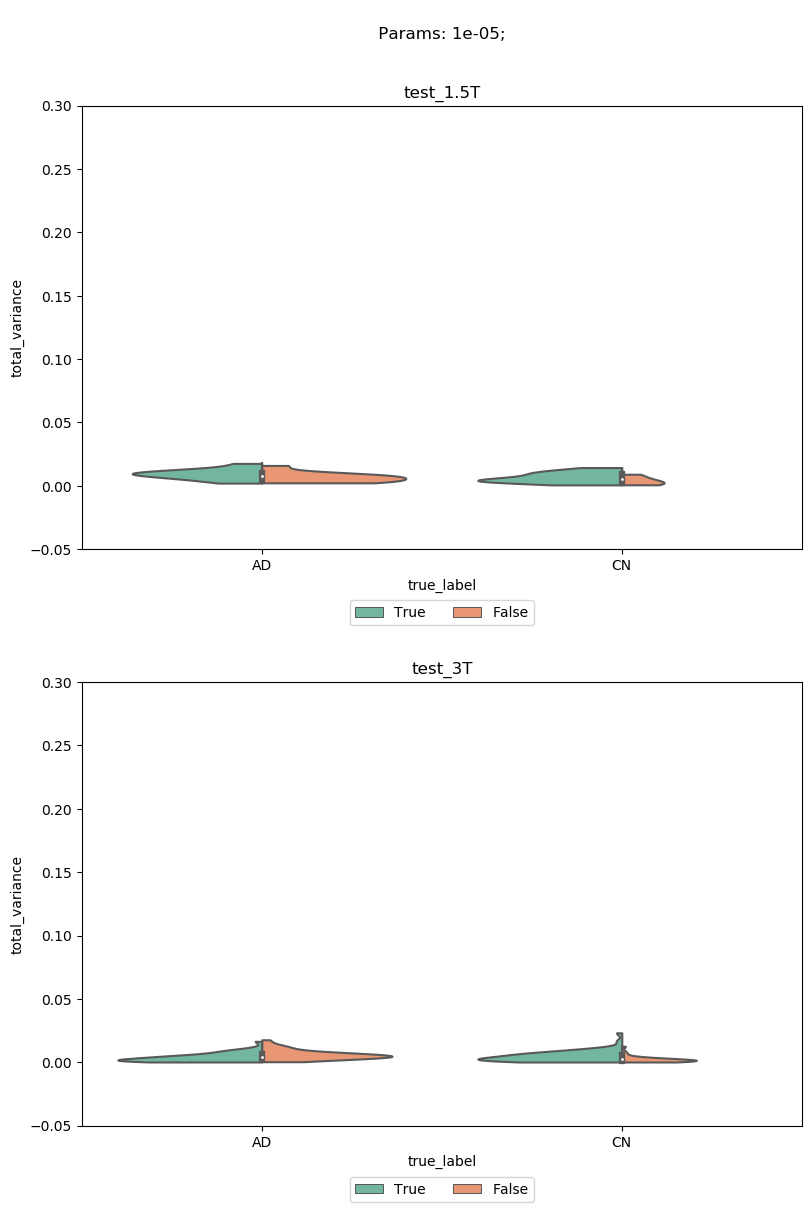 Params: 1e-05;
test_1.5T
0.30
0.25
0.20
0.15
0.10
0.05
0.00
−0.05
total_variance
AD CN
true_label
True False
test_3T
0.30
0.25
0.20
0.15
0.10
0.05
0.00
−0.05
total_variance
AD CN
true_label
True False